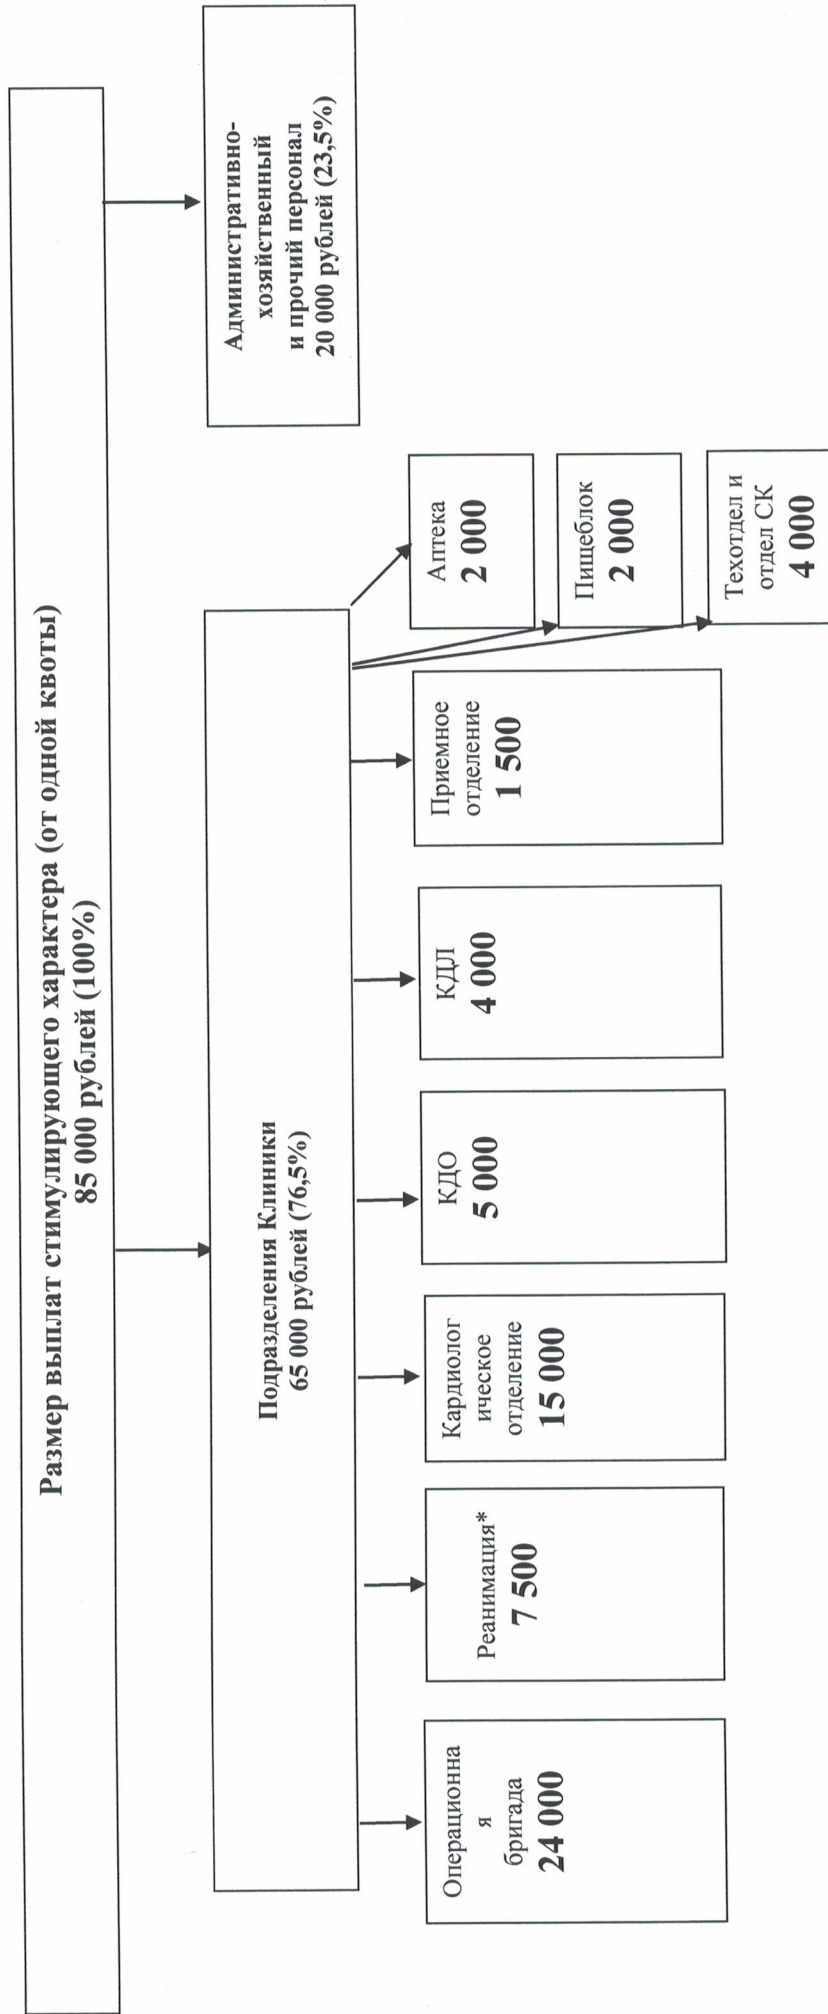 Размер выплат стимулирующего характера (от одной квоты)
85 000 рублей (100%)
Подразделения Клиники
65 000 рублей (76,5%)
Административно-
хозяйственный
и прочий персонал
20 000 рублей (23,5%)
Операционна
я
бригада
24 000
Реанимация*
7 500
Кардиолог
ическое
отделение
15 000
КДО
5 000
КДЛ
4 000
Приемное
отделение
1 500
Аптека
2 000
Пищеблок
2 000
Техотдел и
отдел СК
4 000